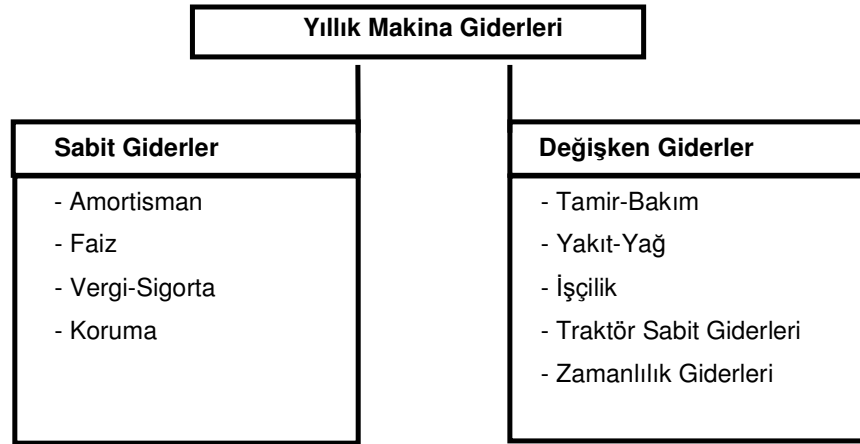 Yıllık Makina Giderleri
Sabit Giderler
- Amortisman
- Faiz
- Vergi-Sigorta
- Koruma
Değişken Giderler
- Tamir-Bakım
- Yakıt-Yağ
- İşçilik
- Traktör Sabit Giderleri
- Zamanlılık Giderleri